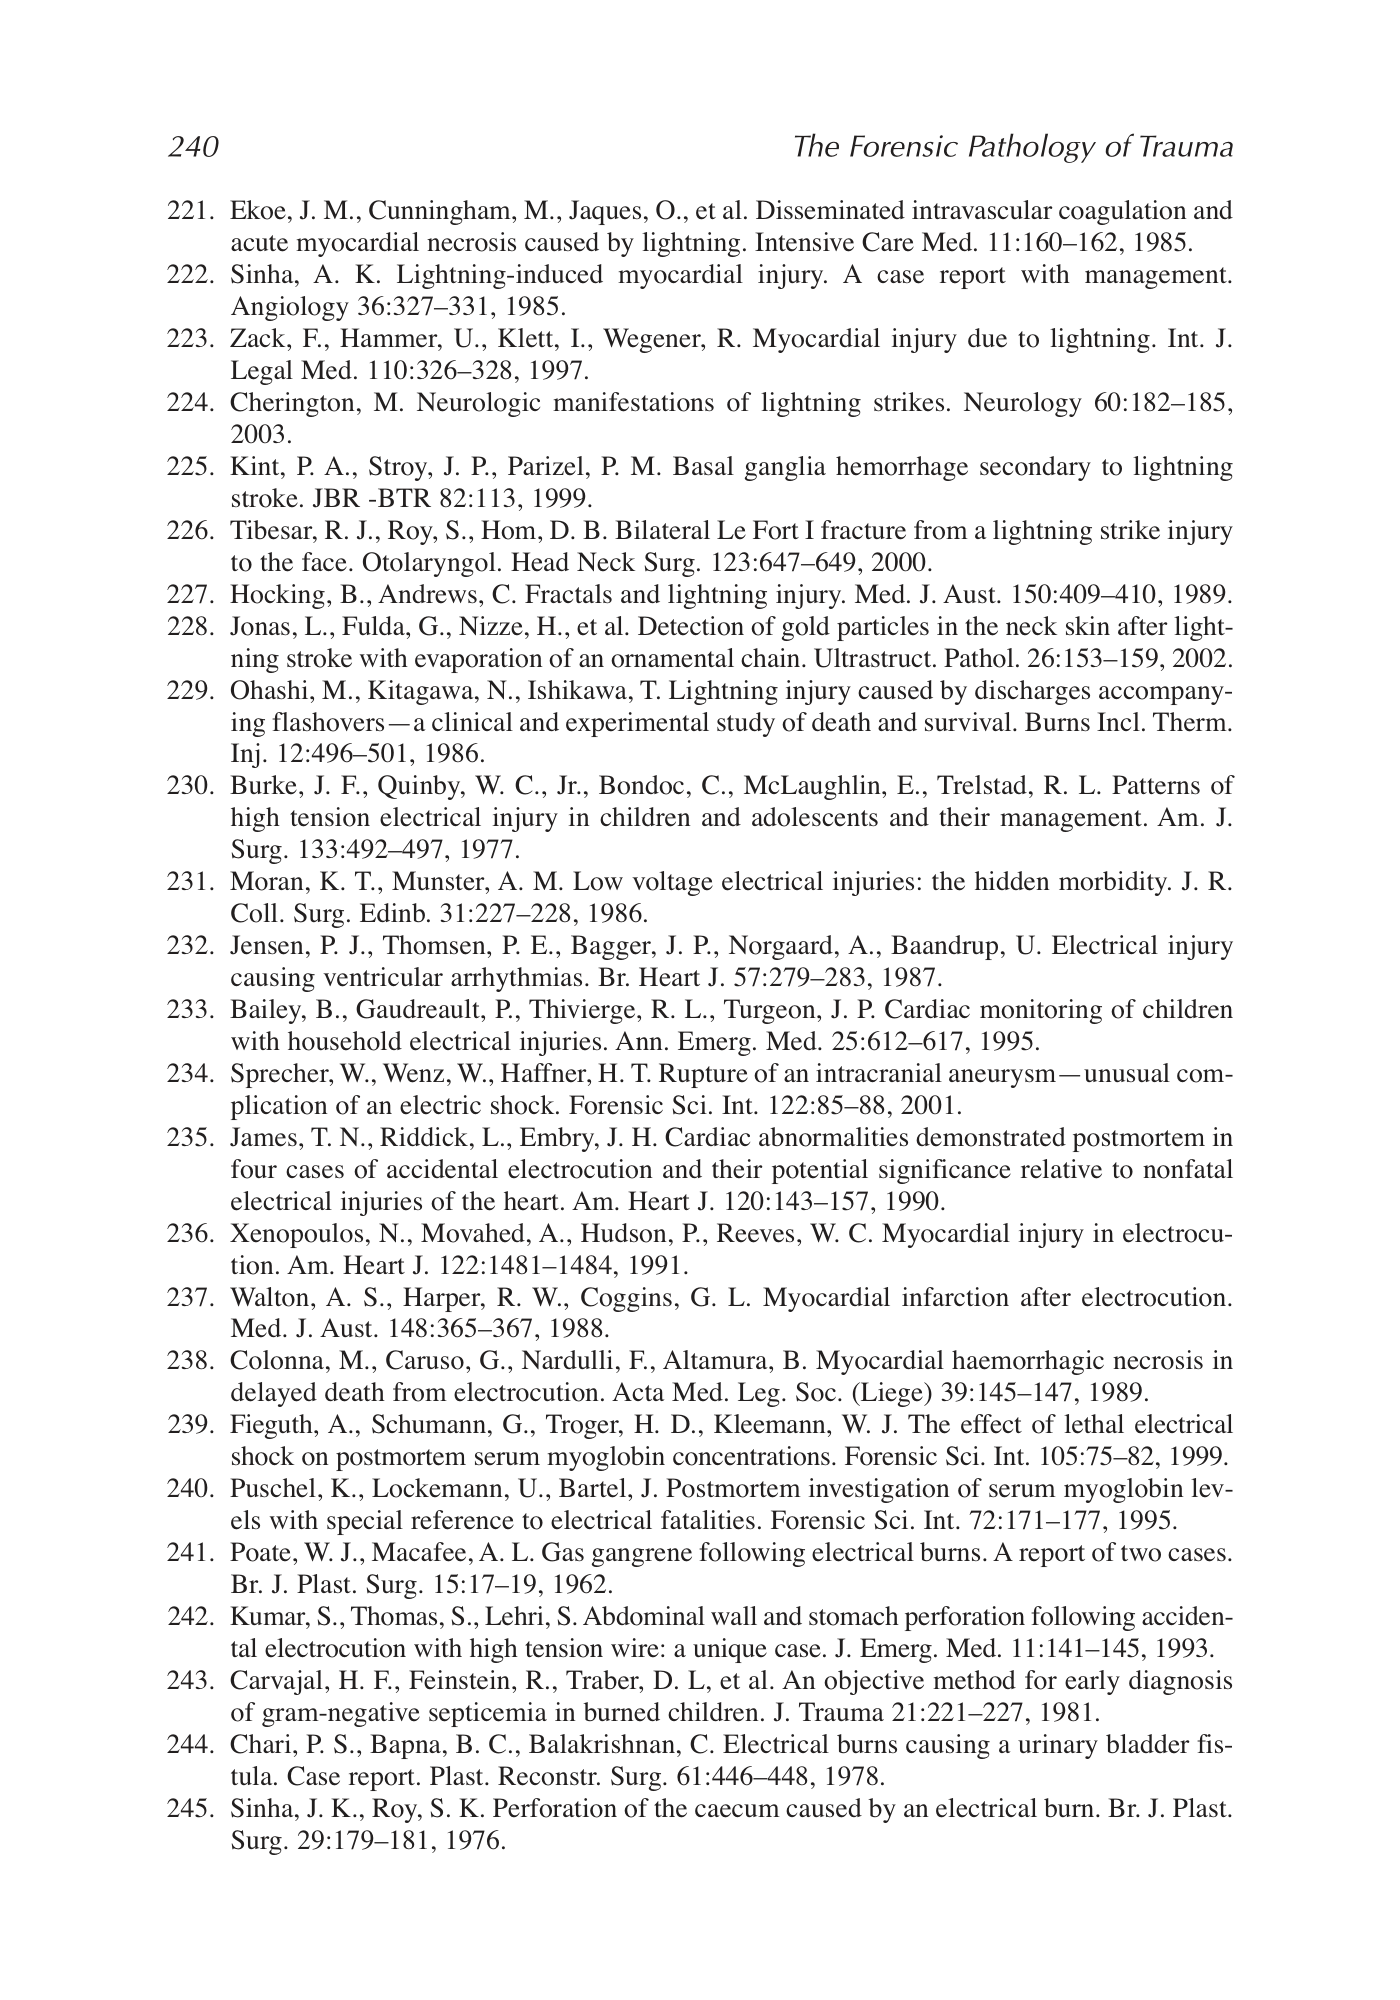 240 The Forensic Pathology of Trauma
221. Ekoe, J. M., Cunningham, M., Jaques, O., et al. Disseminated intravascular coagulation and
acute myocardial necrosis caused by lightning. Intensive Care Med. 11:160–162, 1985.
222. Sinha, A. K. Lightning-induced myocardial injury. A case report with management.
Angiology 36:327–331, 1985.
223. Zack, F., Hammer, U., Klett, I., Wegener, R. Myocardial injury due to lightning. Int. J.
Legal Med. 110:326–328, 1997.
224. Cherington, M. Neurologic manifestations of lightning strikes. Neurology 60:182–185,
2003.
225. Kint, P. A., Stroy, J. P., Parizel, P. M. Basal ganglia hemorrhage secondary to lightning
stroke. JBR -BTR 82:113, 1999.
226. Tibesar, R. J., Roy, S., Hom, D. B. Bilateral Le Fort I fracture from a lightning strike injury
to the face. Otolaryngol. Head Neck Surg. 123:647–649, 2000.
227. Hocking, B., Andrews, C. Fractals and lightning injury. Med. J. Aust. 150:409–410, 1989.
228. Jonas, L., Fulda, G., Nizze, H., et al. Detection of gold particles in the neck skin after light-
ning stroke with evaporation of an ornamental chain. Ultrastruct. Pathol. 26:153–159, 2002.
229. Ohashi, M., Kitagawa, N., Ishikawa, T. Lightning injury caused by discharges accompany-
ing flashovers—a clinical and experimental study of death and survival. Burns Incl. Therm.
Inj. 12:496–501, 1986.
230. Burke, J. F., Quinby, W. C., Jr., Bondoc, C., McLaughlin, E., Trelstad, R. L. Patterns of
high tension electrical injury in children and adolescents and their management. Am. J.
Surg. 133:492–497, 1977.
231. Moran, K. T., Munster, A. M. Low voltage electrical injuries: the hidden morbidity. J. R.
Coll. Surg. Edinb. 31:227–228, 1986.
232. Jensen, P. J., Thomsen, P. E., Bagger, J. P., Norgaard, A., Baandrup, U. Electrical injury
causing ventricular arrhythmias. Br. Heart J. 57:279–283, 1987.
233. Bailey, B., Gaudreault, P., Thivierge, R. L., Turgeon, J. P. Cardiac monitoring of children
with household electrical injuries. Ann. Emerg. Med. 25:612–617, 1995.
234. Sprecher, W., Wenz, W., Haffner, H. T. Rupture of an intracranial aneurysm—unusual com-
plication of an electric shock. Forensic Sci. Int. 122:85–88, 2001.
235. James, T. N., Riddick, L., Embry, J. H. Cardiac abnormalities demonstrated postmortem in
four cases of accidental electrocution and their potential significance relative to nonfatal
electrical injuries of the heart. Am. Heart J. 120:143–157, 1990.
236. Xenopoulos, N., Movahed, A., Hudson, P., Reeves, W. C. Myocardial injury in electrocu-
tion. Am. Heart J. 122:1481–1484, 1991.
237. Walton, A. S., Harper, R. W., Coggins, G. L. Myocardial infarction after electrocution.
Med. J. Aust. 148:365–367, 1988.
238. Colonna, M., Caruso, G., Nardulli, F., Altamura, B. Myocardial haemorrhagic necrosis in
delayed death from electrocution. Acta Med. Leg. Soc. (Liege) 39:145–147, 1989.
239. Fieguth, A., Schumann, G., Troger, H. D., Kleemann, W. J. The effect of lethal electrical
shock on postmortem serum myoglobin concentrations. Forensic Sci. Int. 105:75–82, 1999.
240. Puschel, K., Lockemann, U., Bartel, J. Postmortem investigation of serum myoglobin lev-
els with special reference to electrical fatalities. Forensic Sci. Int. 72:171–177, 1995.
241. Poate, W. J., Macafee, A. L. Gas gangrene following electrical burns. A report of two cases.
Br. J. Plast. Surg. 15:17–19, 1962.
242. Kumar, S., Thomas, S., Lehri, S. Abdominal wall and stomach perforation following acciden-
tal electrocution with high tension wire: a unique case. J. Emerg. Med. 11:141–145, 1993.
243. Carvajal, H. F., Feinstein, R., Traber, D. L, et al. An objective method for early diagnosis
of gram-negative septicemia in burned children. J. Trauma 21:221–227, 1981.
244. Chari, P. S., Bapna, B. C., Balakrishnan, C. Electrical burns causing a urinary bladder fis-
tula. Case report. Plast. Reconstr. Surg. 61:446–448, 1978.
245. Sinha, J. K., Roy, S. K. Perforation of the caecum caused by an electrical burn. Br. J. Plast.
Surg. 29:179–181, 1976.